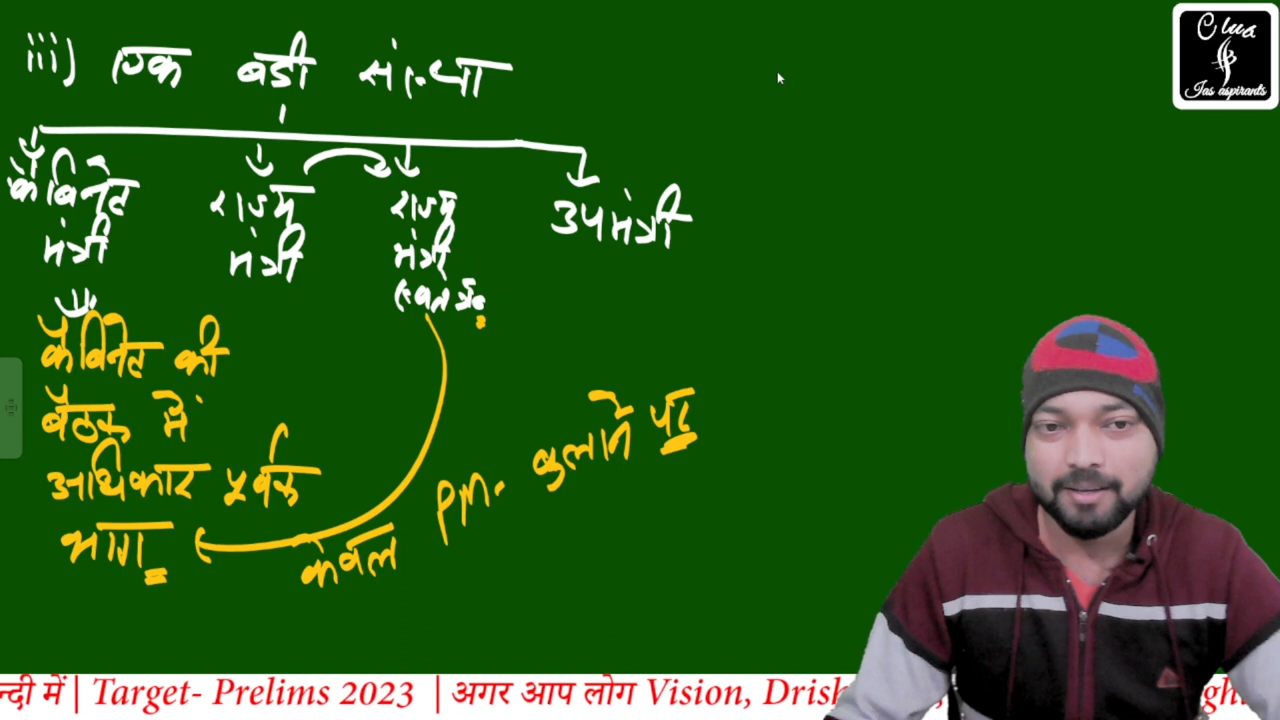 iii) एक बडी संस्था
कैबिनेट
मंत्री
राज्य
मंत्री
राज्य
मंत्री
उपमंत्री
कैबिनेट की
बैठक में
अधिकार पूर्वक
भाग
केवल PM. बुलाने पर
Clue
Ias aspirants
न्दी में | Target- Prelims 2023 | अगर आप लोग Vision, Drish